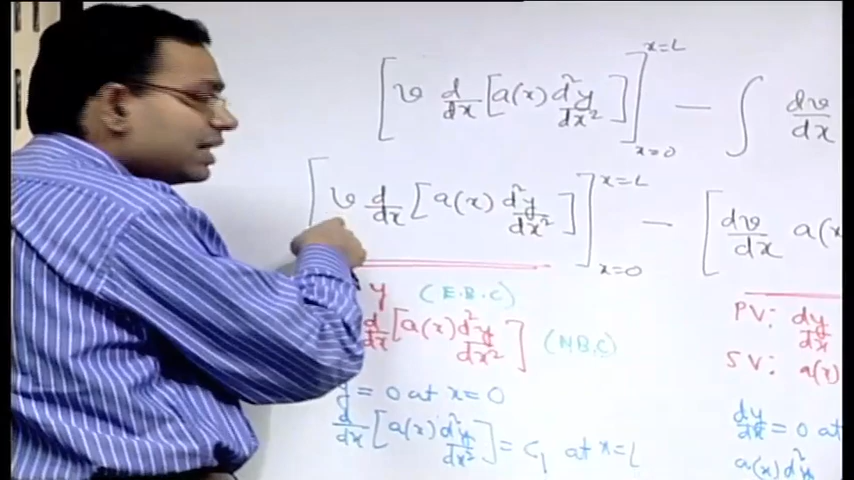 [v d/dx [a(x) d²y/dx²]]_{x=0}^{x=L} — ∫ dv/dx
[v d/dx [a(x) d²y/dx²]]_{x=0}^{x=L} — [dv/dx a(x
y (E.B.C)
d/dx [a(x) d²y/dx²] (NBC)
y = 0 at x = 0
d/dx [a(x) d²y/dx²] = C₁ at x=L
PV: dy/dx
SV: a(x)
dy/dx = 0 at
a(x) d²y